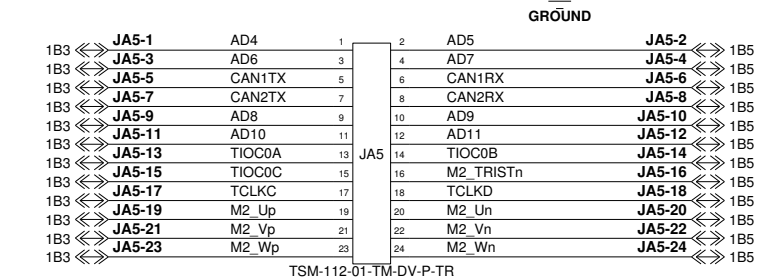 GROUND
JA5-1 AD4 1 2 AD5 JA5-2
1B3 1B5
JA5-3 AD6 3 4 AD7 JA5-4
1B3 1B5
JA5-5 CAN1TX 5 6 CAN1RX JA5-6
1B3 1B5
JA5-7 CAN2TX 7 8 CAN2RX JA5-8
1B3 1B5
JA5-9 AD8 9 10 AD9 JA5-10
1B3 1B5
JA5-11 AD10 11 12 AD11 JA5-12
1B3 1B5
JA5-13 TIOC0A 13 JA5 14 TIOC0B JA5-14
1B3 1B5
JA5-15 TIOC0C 15 16 M2_TRISTn JA5-16
1B3 1B5
JA5-17 TCLKC 17 18 TCLKD JA5-18
1B3 1B5
JA5-19 M2_Up 19 20 M2_Un JA5-20
1B3 1B5
JA5-21 M2_Vp 21 22 M2_Vn JA5-22
1B3 1B5
JA5-23 M2_Wp 23 24 M2_Wn JA5-24
1B3 1B5
TSM-112-01-TM-DV-P-TR